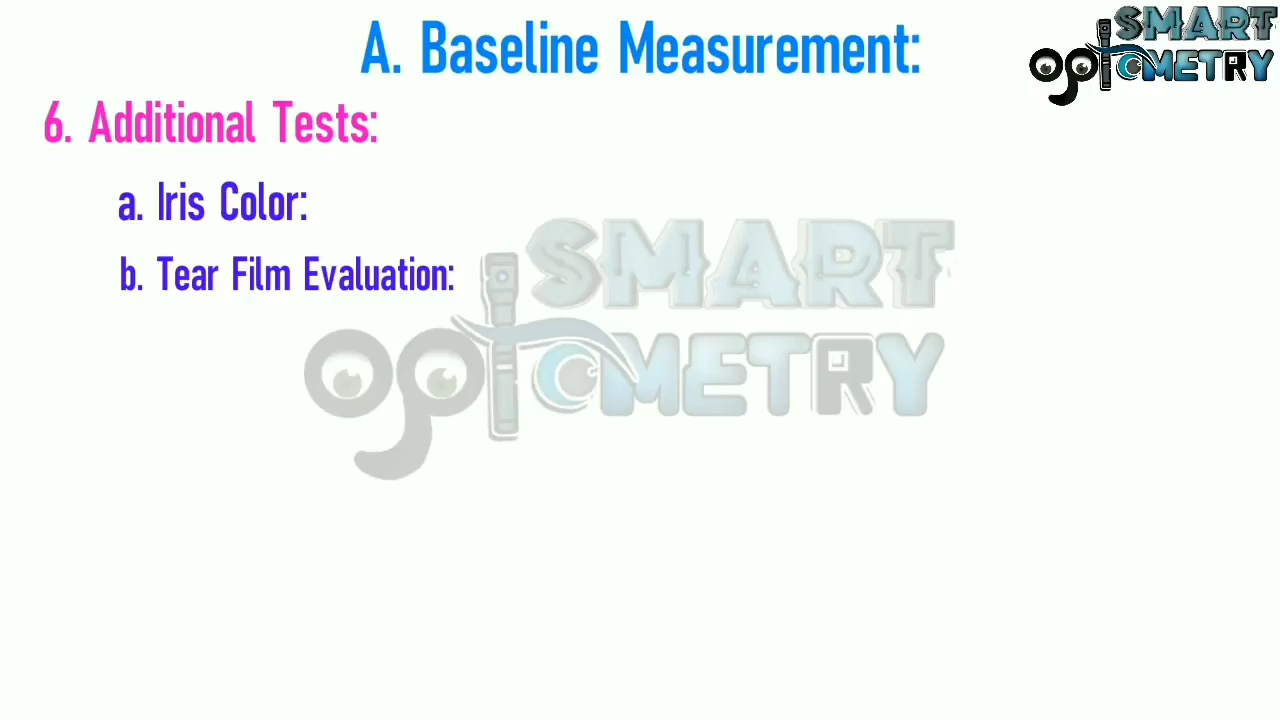 A. Baseline Measurement:
SMART
OptOMETRY
6. Additional Tests:
a. Iris Color:
b. Tear Film Evaluation:
SMART
OptOMETRY